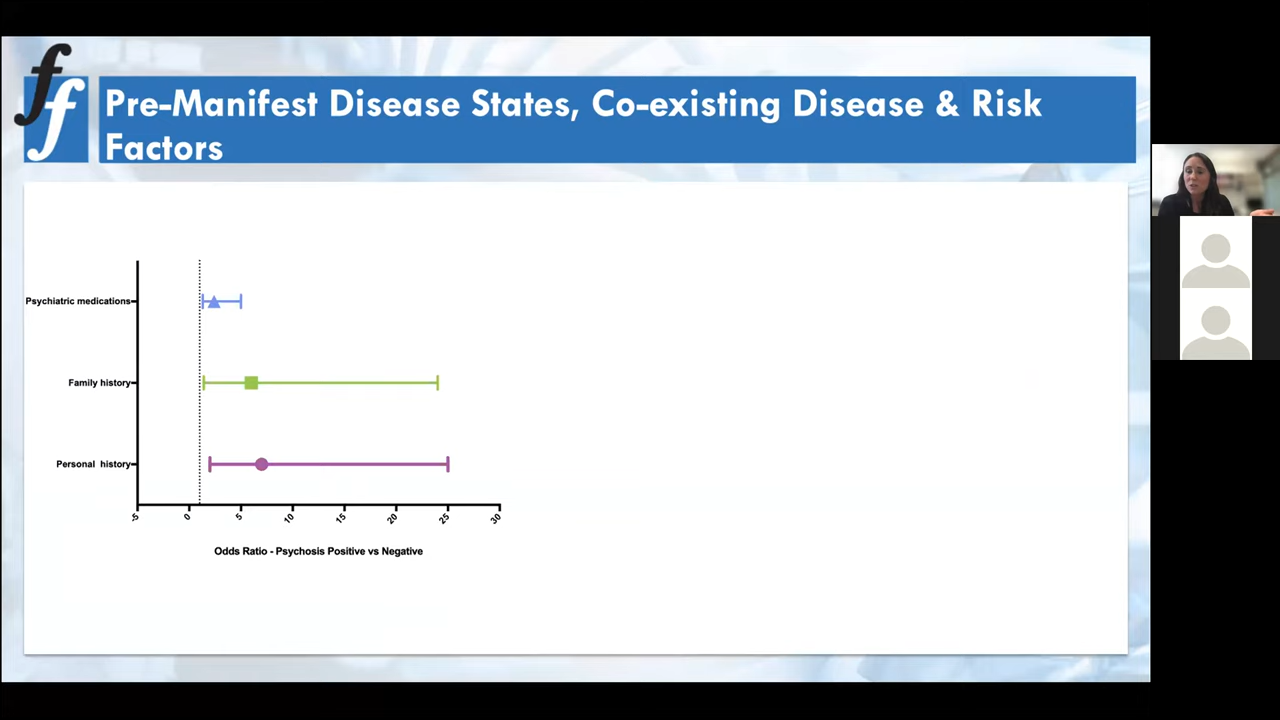 ff
Pre-Manifest Disease States, Co-existing Disease & Risk
Factors
Psychiatric medications
Family history
Personal history
-5 0 5 10 15 20 25 30
Odds Ratio - Psychosis Positive vs Negative